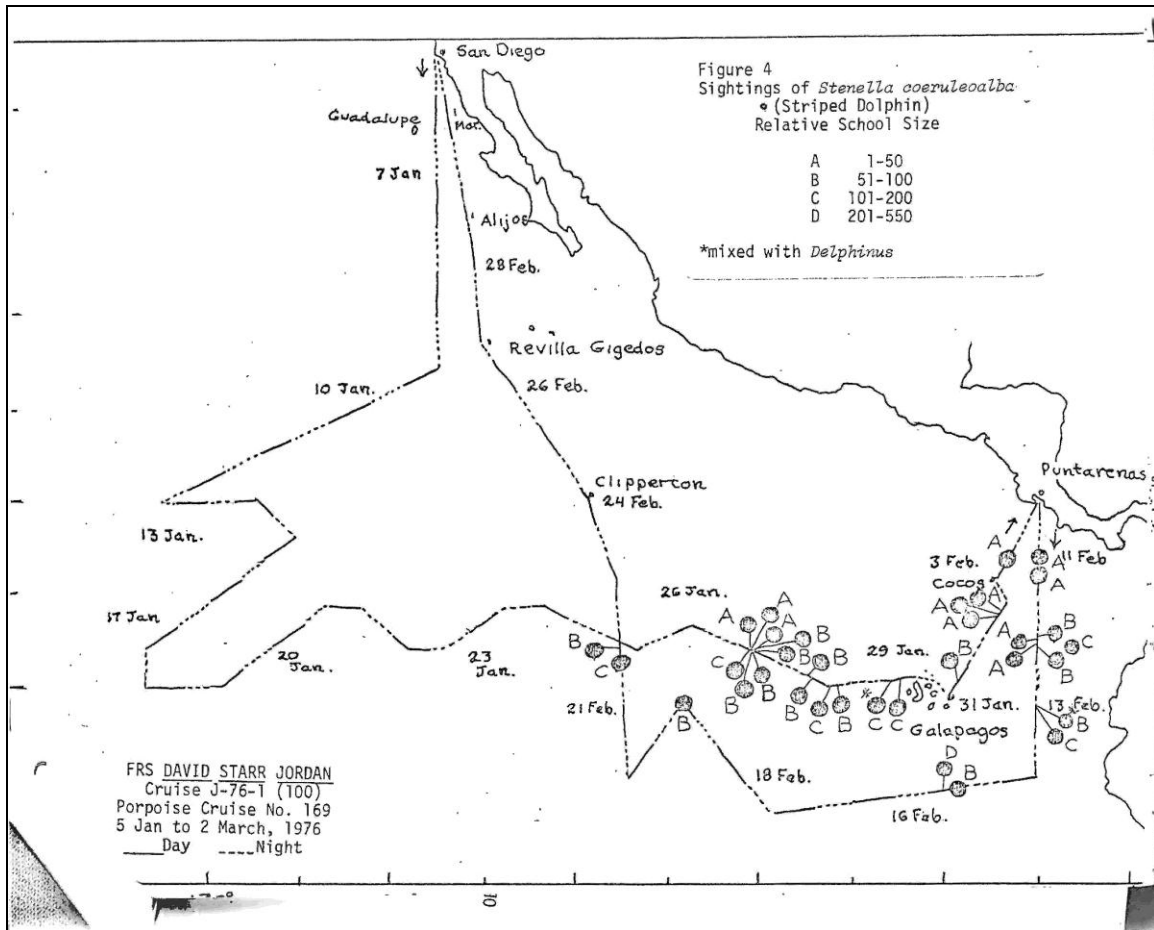 San Diego
Figure 4
Sightings of Stenella coeruleoalba
(Striped Dolphin)
Relative School Size
A 1-50
B 51-100
C 101-200
D 201-550
*mixed with Delphinus
Guadalupe
7 Jan
Alijos
28 Feb.
Revilla Gigedos
10 Jan.
26 Feb.
Clipperton
24 Feb.
Puntarenas
13 Jan.
3 Feb.
A
11 Feb
A
A
Cocos
17 Jan
26 Jan.
A
A
A
A
A
A
B
B
B
B
C
B
B
B
A
A
B
C
B
29 Jan.
B
20
Jan.
23
Jan.
B
C
21 Feb.
B
B
C
B
*
C
C
31 Jan.
Galapagos
13 Feb.
*
B
C
18 Feb.
D
B
16 Feb.
FRS DAVID STARR JORDAN
Cruise J-76-1 (100)
Porpoise Cruise No. 169
5 Jan to 2 March, 1976
____Day ----Night